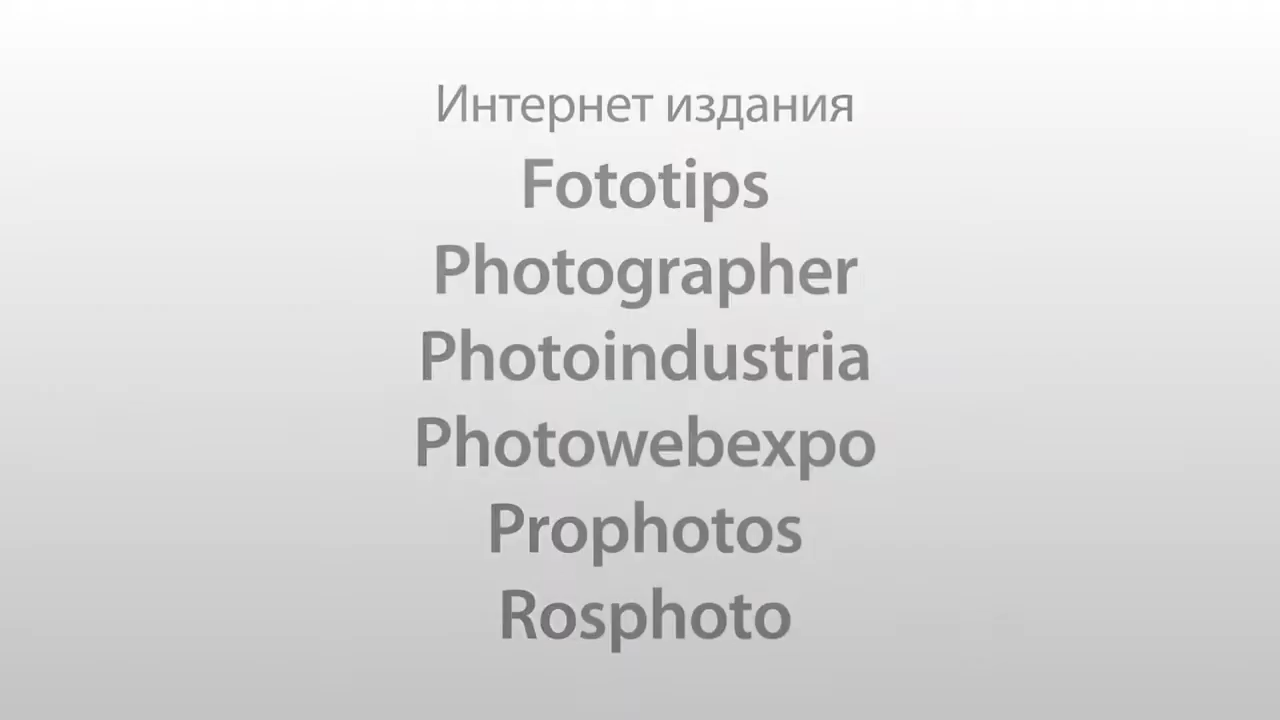 Интернет издания
Fototips
Photographer
Photoindustria
Photowebexpo
Prophotos
Rosphoto